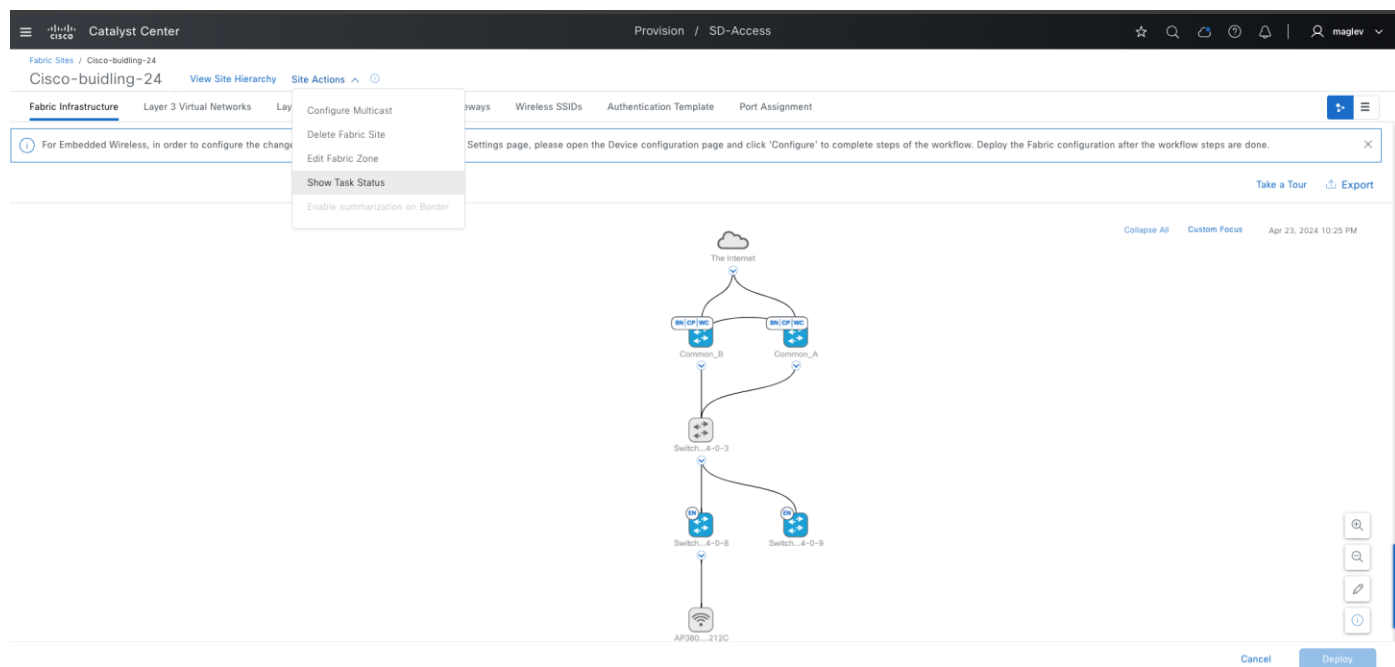 cisco Catalyst Center
Provision / SD-Access
maglev
Fabric Sites / Cisco-buidling-24
Cisco-buidling-24 View Site Hierarchy Site Actions
Fabric Infrastructure Layer 3 Virtual Networks Lay eways Wireless SSIDs Authentication Template Port Assignment
Configure Multicast
Delete Fabric Site
Edit Fabric Zone
Show Task Status
Enable summarization on Border
For Embedded Wireless, in order to configure the change Settings page, please open the Device configuration page and click 'Configure' to complete steps of the workflow. Deploy the Fabric configuration after the workflow steps are done.
Take a Tour Export
Collapse All Custom Focus Apr 23, 2024 10:25 PM
The Internet
BN|CP|WC BN|CP|WC
Common_B Common_A
Switch...4-0-3
EN EN
Switch...4-0-8 Switch...4-0-9
AP380...212C
Cancel Deploy